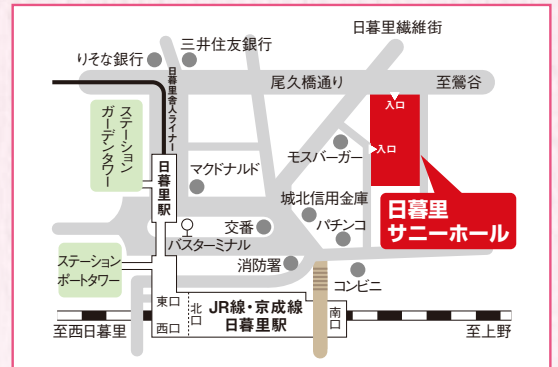 日暮里繊維街
三井住友銀行
りそな銀行
日暮里舎人ライナー
尾久橋通り
至鶯谷
入口
入口
ステーション
ガーデンタワー
日暮里駅
マクドナルド
モスバーガー
城北信用金庫
パチンコ
日暮里
サニーホール
交番
バスターミナル
消防署
コンビニ
ステーション
ポートタワー
東口
西口
北口
JR線・京成線
日暮里駅
南口
至西日暮里
至上野